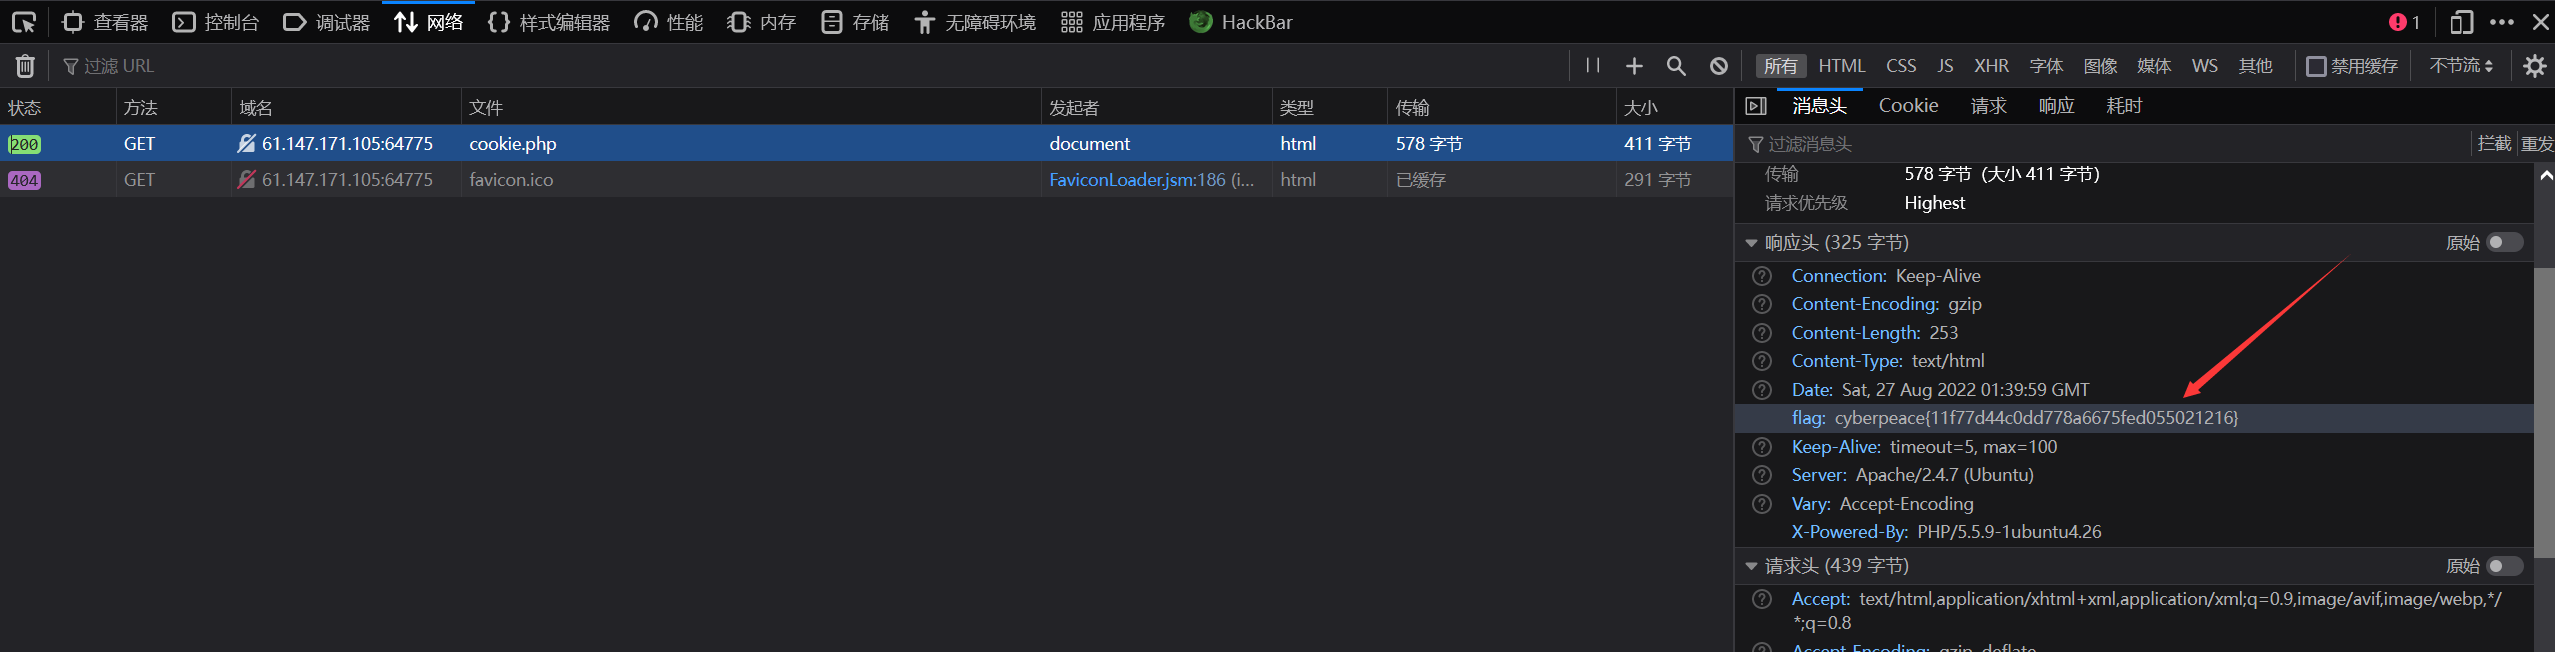 查看器 控制台 调试器 网络 样式编辑器 性能 内存 存储 无障碍环境 应用程序 HackBar 1
过滤 URL 所有 HTML CSS JS XHR 字体 图像 媒体 WS 其他 禁用缓存 不节流
状态 方法 域名 文件 发起者 类型 传输 大小
200 GET 61.147.171.105:64775 cookie.php document html 578 字节 411 字节
404 GET 61.147.171.105:64775 favicon.ico FaviconLoader.jsm:186 (i... html 已缓存 291 字节
消息头 Cookie 请求 响应 耗时
过滤消息头 拦截 重发
传输 578 字节 (大小 411 字节)
请求优先级 Highest
响应头 (325 字节) 原始
Connection: Keep-Alive
Content-Encoding: gzip
Content-Length: 253
Content-Type: text/html
Date: Sat, 27 Aug 2022 01:39:59 GMT
flag: cyberpeace{11f77d44c0dd778a6675fed055021216}
Keep-Alive: timeout=5, max=100
Server: Apache/2.4.7 (Ubuntu)
Vary: Accept-Encoding
X-Powered-By: PHP/5.5.9-1ubuntu4.26
请求头 (439 字节) 原始
Accept: text/html,application/xhtml+xml,application/xml;q=0.9,image/avif,image/webp,*/
*;q=0.8
Accept-Encoding: gzip, deflate